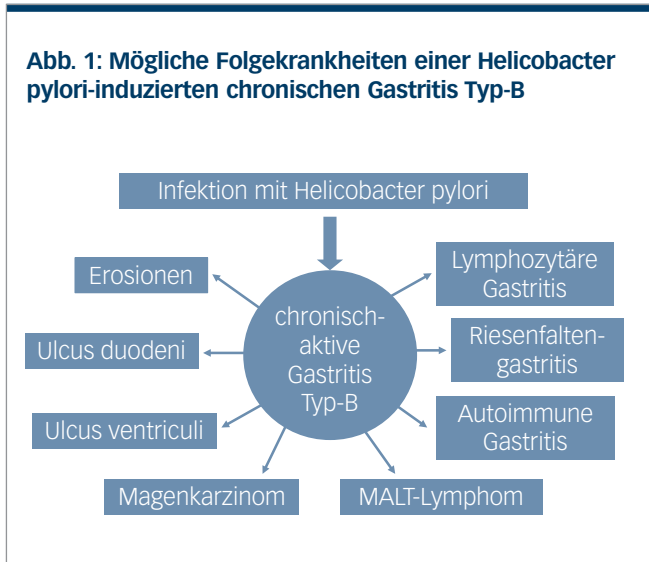 Abb. 1: Mögliche Folgekrankheiten einer Helicobacter
pylori-induzierten chronischen Gastritis Typ-B
Infektion mit Helicobacter pylori
Erosionen
Ulcus duodeni
Ulcus ventriculi
Magenkarzinom
chronisch-
aktive
Gastritis
Typ-B
Lymphozytäre
Gastritis
Riesenfalten-
gastritis
Autoimmune
Gastritis
MALT-Lymphom